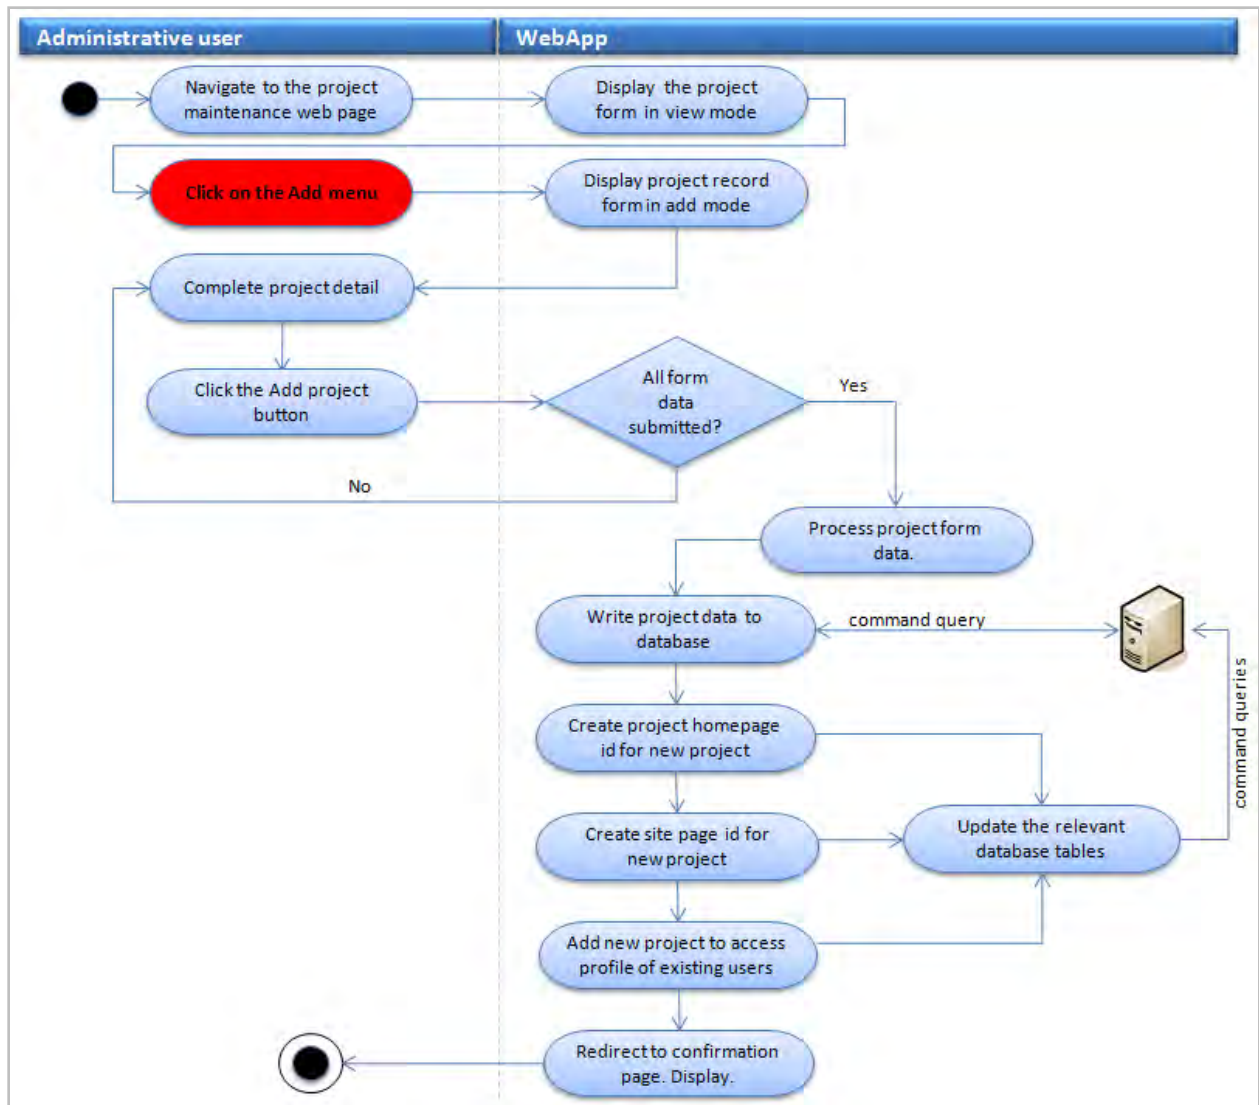 Administrative user
WebApp
Navigate to the project
maintenance web page
Display the project
form in view mode
Click on the Add menu
Display project record
form in add mode
Complete project detail
Click the Add project
button
All form
data
submitted?
Yes
No
Process project form
data.
Write project data to
database
command query
Create project homepage
id for new project
command queries
Create site page id for
new project
Update the relevant
database tables
Add new project to access
profile of existing users
Redirect to confirmation
page. Display.